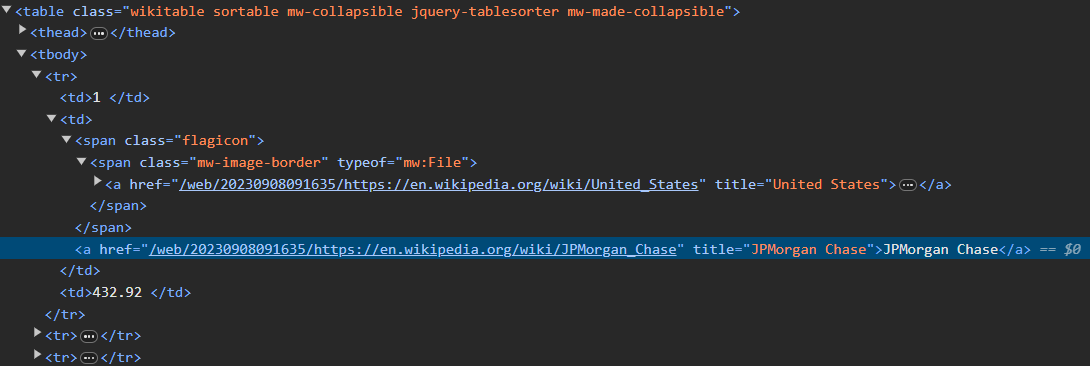 <table class="wikitable sortable mw-collapsible jquery-tablesorter mw-made-collapsible">
<thead>…</thead>
<tbody>
<tr>
<td>1 </td>
<td>
<span class="flagicon">
<span class="mw-image-border" typeof="mw:File">
<a href="/web/20230908091635/https://en.wikipedia.org/wiki/United_States" title="United States">…</a>
</span>
</span>
<a href="/web/20230908091635/https://en.wikipedia.org/wiki/JPMorgan_Chase" title="JPMorgan Chase">JPMorgan Chase</a> == $0
</td>
<td>432.92 </td>
</tr>
<tr>…</tr>
<tr>…</tr>